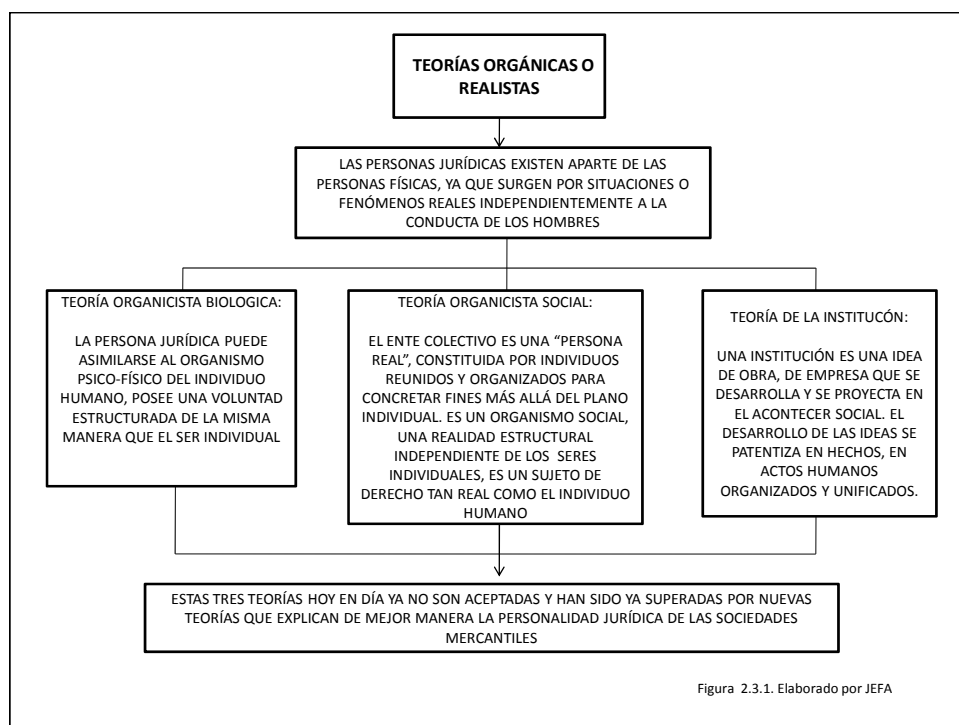 TEORÍAS ORGÁNICAS O
REALISTAS
LAS PERSONAS JURÍDICAS EXISTEN APARTE DE LAS
PERSONAS FÍSICAS, YA QUE SURGEN POR SITUACIONES O
FENÓMENOS REALES INDEPENDIENTEMENTE A LA
CONDUCTA DE LOS HOMBRES
TEORÍA ORGANICISTA BIOLOGICA:
LA PERSONA JURÍDICA PUEDE
ASIMILARSE AL ORGANISMO
PSICO-FÍSICO DEL INDIVIDUO
HUMANO, POSEE UNA VOLUNTAD
ESTRUCTURADA DE LA MISMA
MANERA QUE EL SER INDIVIDUAL
TEORÍA ORGANICISTA SOCIAL:
EL ENTE COLECTIVO ES UNA “PERSONA
REAL”, CONSTITUIDA POR INDIVIDUOS
REUNIDOS Y ORGANIZADOS PARA
CONCRETAR FINES MÁS ALLÁ DEL PLANO
INDIVIDUAL. ES UN ORGANISMO SOCIAL,
UNA REALIDAD ESTRUCTURAL
INDEPENDIENTE DE LOS SERES
INDIVIDUALES, ES UN SUJETO DE
DERECHO TAN REAL COMO EL INDIVIDUO
HUMANO
TEORÍA DE LA INSTITUCÓN:
UNA INSTITUCIÓN ES UNA IDEA
DE OBRA, DE EMPRESA QUE SE
DESARROLLA Y SE PROYECTA EN
EL ACONTECER SOCIAL. EL
DESARROLLO DE LAS IDEAS SE
PATENTIZA EN HECHOS, EN
ACTOS HUMANOS
ORGANIZADOS Y UNIFICADOS.
ESTAS TRES TEORÍAS HOY EN DÍA YA NO SON ACEPTADAS Y HAN SIDO YA SUPERADAS POR NUEVAS
TEORÍAS QUE EXPLICAN DE MEJOR MANERA LA PERSONALIDAD JURÍDICA DE LAS SOCIEDADES
MERCANTILES
Figura 2.3.1. Elaborado por JEFA